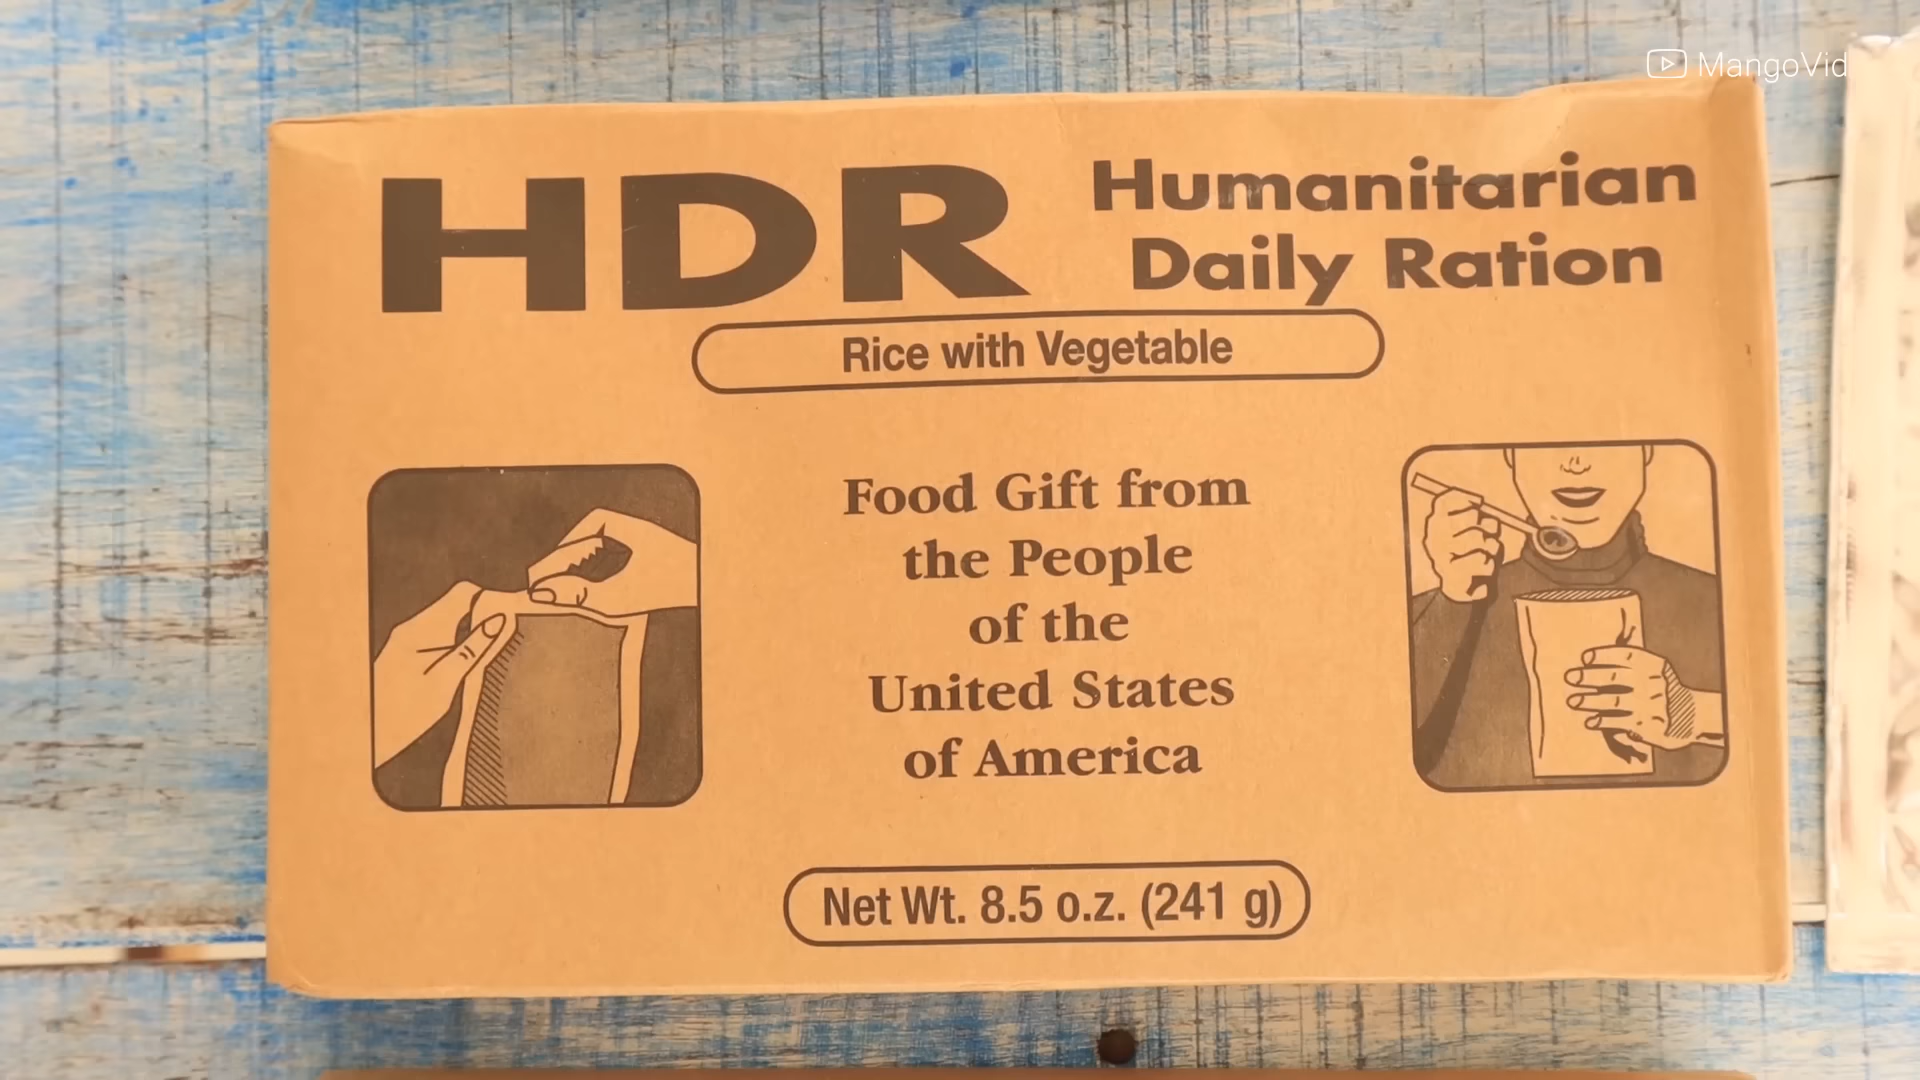 MangoVid
HDR
Humanitarian
Daily Ration
Rice with Vegetable
Food Gift from
the People
of the
United States
of America
Net Wt. 8.5 o.z. (241 g)